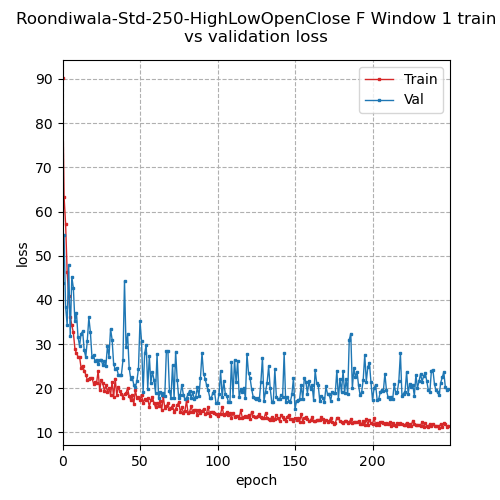 Roondiwala-Std-250-HighLowOpenClose F Window 1 train
vs validation loss
Train
Val
90
80
70
60
50
40
30
20
10
loss
0
50
100
150
200
epoch